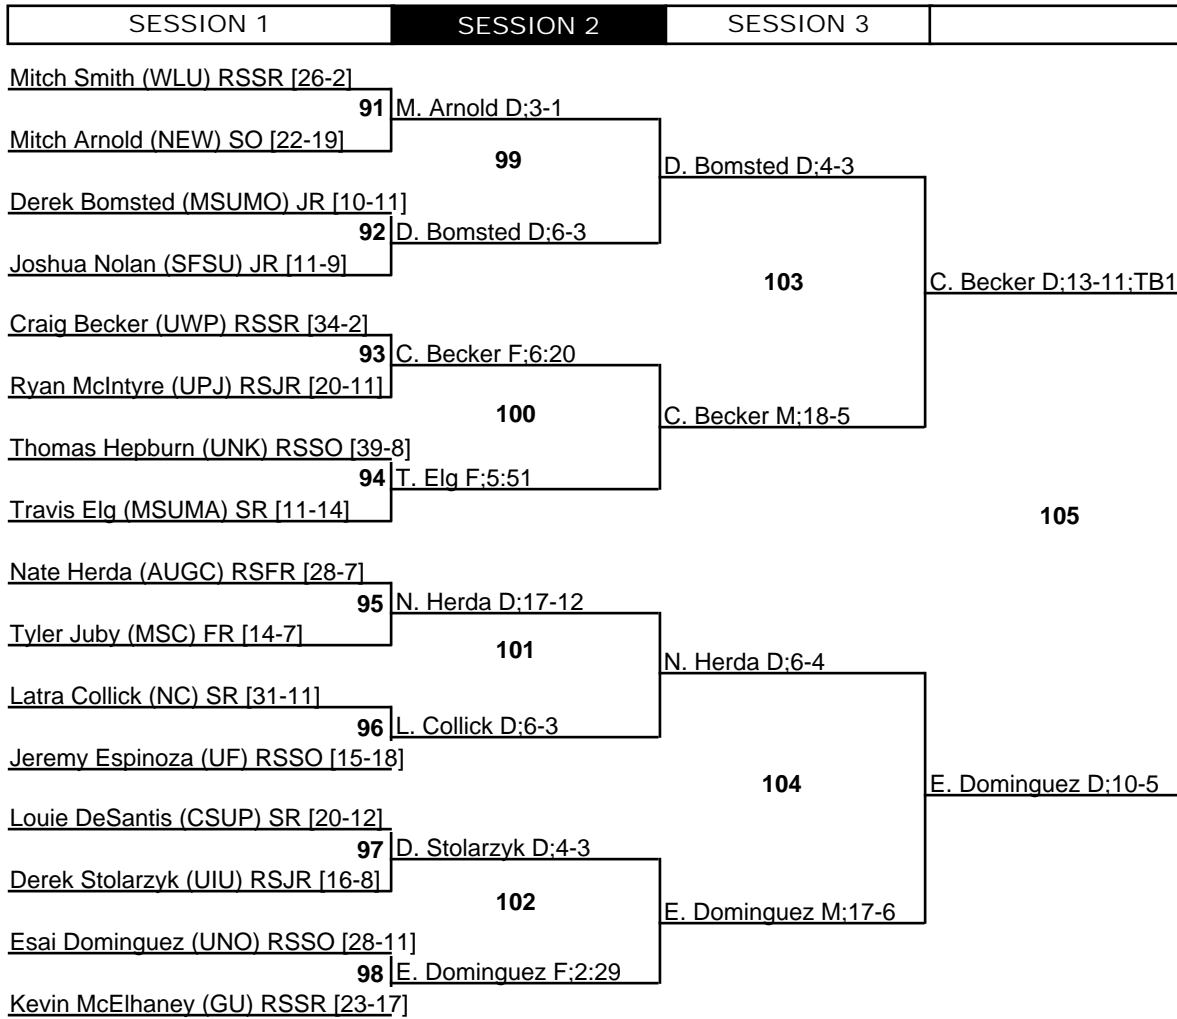 SESSION 1 SESSION 2 SESSION 3
Mitch Smith (WLU) RSSR [26-2]
91 M. Arnold D;3-1
Mitch Arnold (NEW) SO [22-19]
99
D. Bomsted D;4-3
Derek Bomsted (MSUMO) JR [10-11]
92 D. Bomsted D;6-3
Joshua Nolan (SFSU) JR [11-9]
103
C. Becker D;13-11;TB1
Craig Becker (UWP) RSSR [34-2]
93 C. Becker F;6:20
Ryan McIntyre (UPJ) RSJR [20-11]
100
C. Becker M;18-5
Thomas Hepburn (UNK) RSSO [39-8]
94 T. Elg F;5:51
Travis Elg (MSUMA) SR [11-14]
105
Nate Herda (AUGC) RSFR [28-7]
95 N. Herda D;17-12
Tyler Juby (MSC) FR [14-7]
101
N. Herda D;6-4
Latra Collick (NC) SR [31-11]
96 L. Collick D;6-3
Jeremy Espinoza (UF) RSSO [15-18]
104
E. Dominguez D;10-5
Louie DeSantis (CSUP) SR [20-12]
97 D. Stolarzyk D;4-3
Derek Stolarzyk (UIU) RSJR [16-8]
102
E. Dominguez M;17-6
Esai Dominguez (UNO) RSSO [28-11]
98 E. Dominguez F;2:29
Kevin McElhaney (GU) RSSR [23-17]